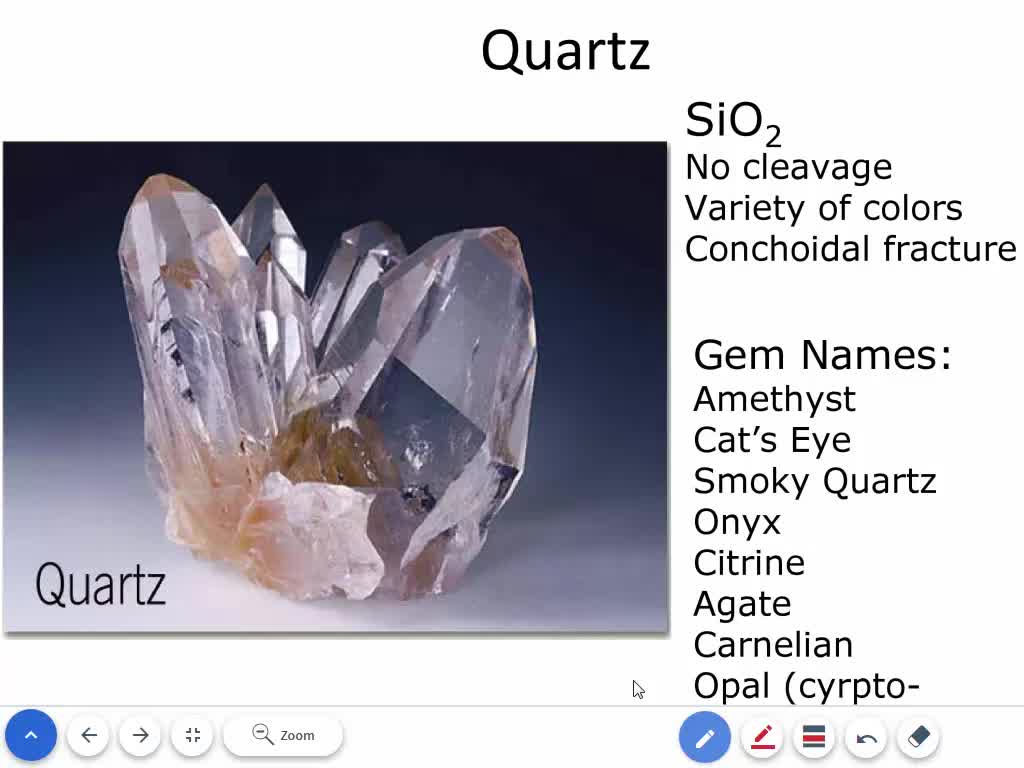 Quartz
SiO₂
No cleavage
Variety of colors
Conchoidal fracture
Gem Names:
Amethyst
Cat’s Eye
Smoky Quartz
Onyx
Citrine
Agate
Carnelian
Opal (cyrpto-
Quartz
Zoom